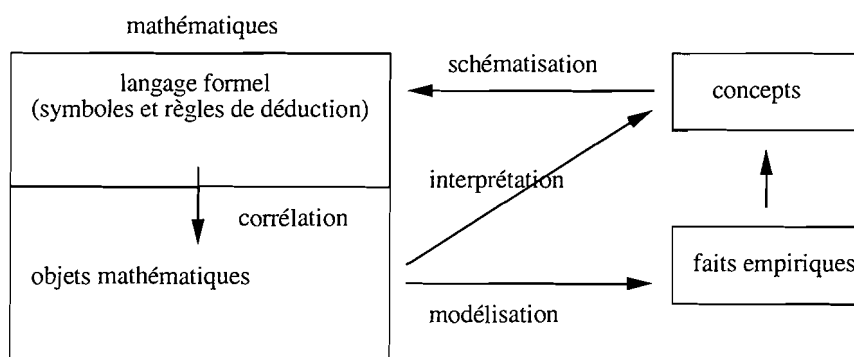 mathématiques
langage formel
(symboles et règles de déduction)
schématisation
concepts
interprétation
corrélation
objets mathématiques
faits empiriques
modélisation